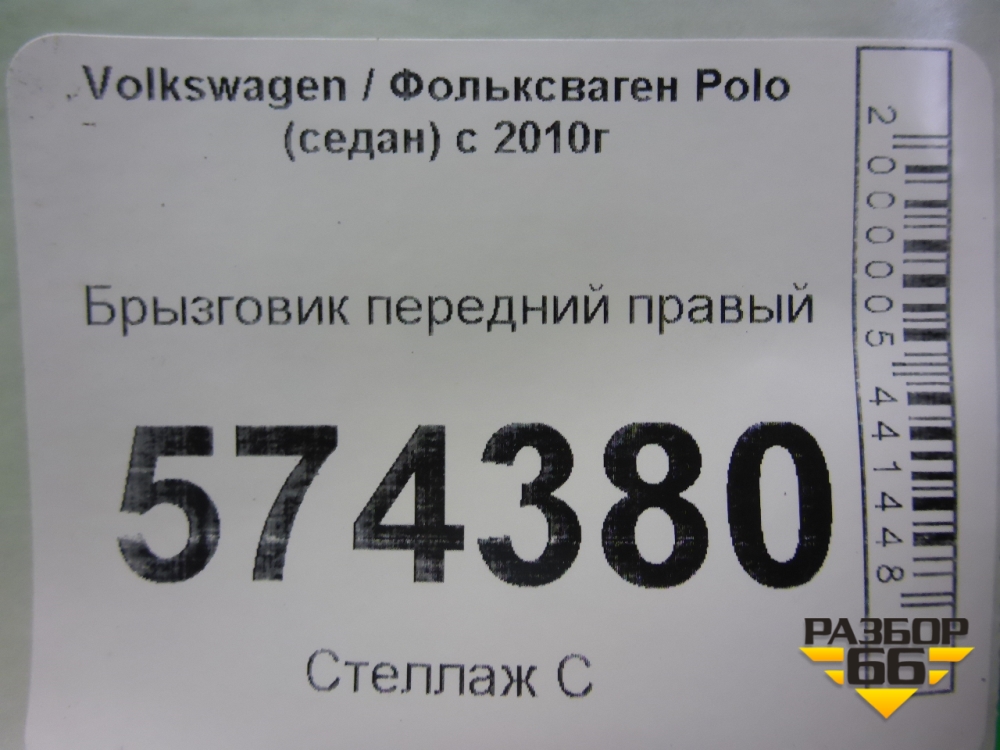 Volkswagen / Фольксваген Polo
(седан) с 2010г
Брызговик передний правый
574380
Стеллаж С
2000005441448
РАЗБОР
66